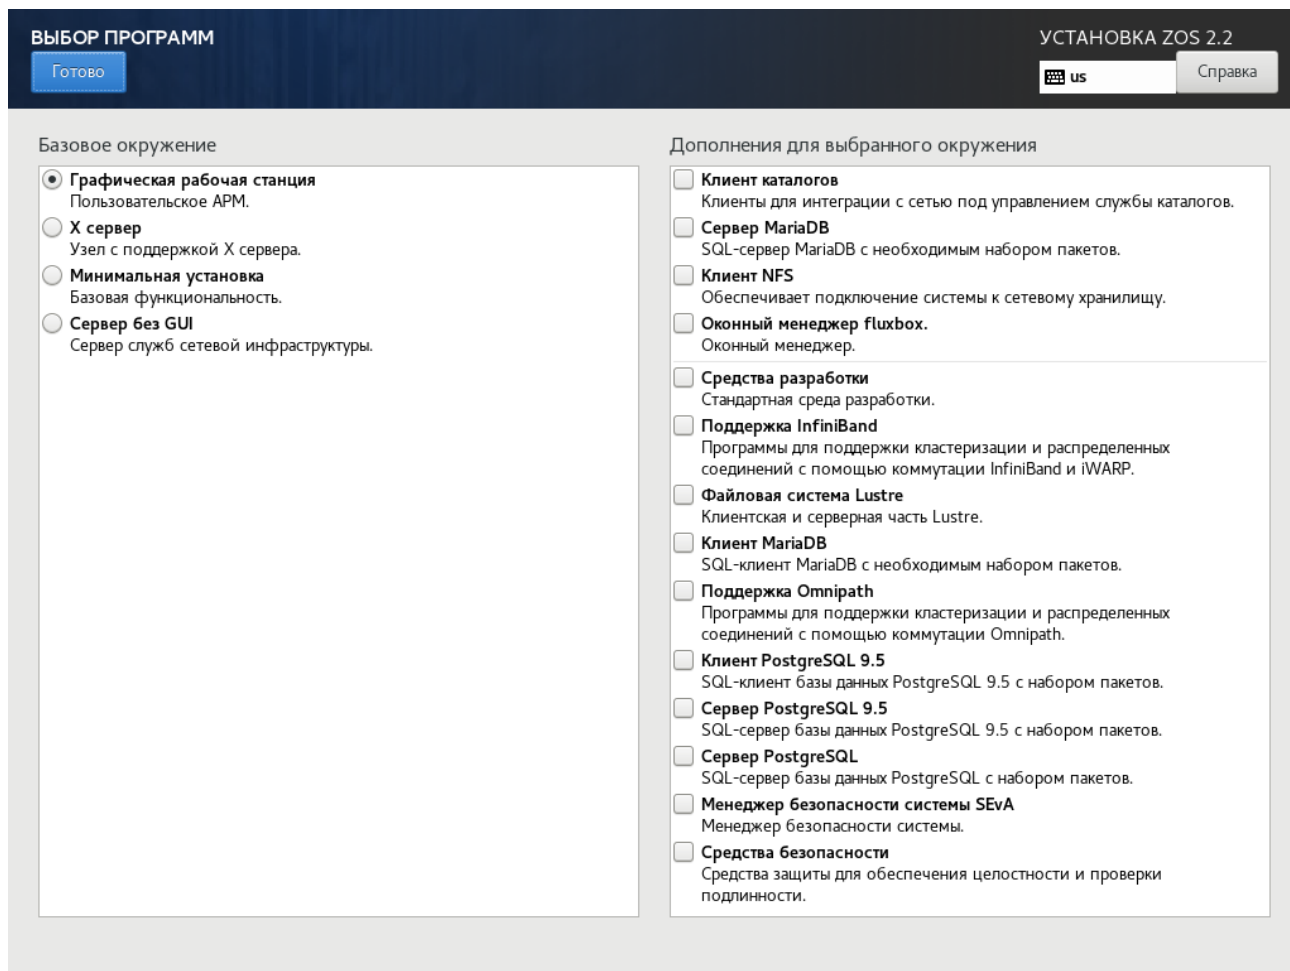 ВЫБОР ПРОГРАММ
УСТАНОВКА ZOS 2.2
Готово
us
Справка
Базовое окружение
Графическая рабочая станция
Пользовательское АРМ.
X сервер
Узел с поддержкой X сервера.
Минимальная установка
Базовая функциональность.
Сервер без GUI
Сервер служб сетевой инфраструктуры.
Дополнения для выбранного окружения
Клиент каталогов
Клиенты для интеграции с сетью под управлением службы каталогов.
Сервер MariaDB
SQL-сервер MariaDB с необходимым набором пакетов.
Клиент NFS
Обеспечивает подключение системы к сетевому хранилищу.
Оконный менеджер fluxbox.
Оконный менеджер.
Средства разработки
Стандартная среда разработки.
Поддержка InfiniBand
Программы для поддержки кластеризации и распределенных
соединений с помощью коммутации InfiniBand и iWARP.
Файловая система Lustre
Клиентская и серверная часть Lustre.
Клиент MariaDB
SQL-клиент MariaDB с необходимым набором пакетов.
Поддержка Omnipath
Программы для поддержки кластеризации и распределенных
соединений с помощью коммутации Omnipath.
Клиент PostgreSQL 9.5
SQL-клиент базы данных PostgreSQL 9.5 с набором пакетов.
Сервер PostgreSQL 9.5
SQL-сервер базы данных PostgreSQL 9.5 с набором пакетов.
Сервер PostgreSQL
SQL-сервер базы данных PostgreSQL с набором пакетов.
Менеджер безопасности системы SEvA
Менеджер безопасности системы.
Средства безопасности
Средства защиты для обеспечения целостности и проверки
подлинности.